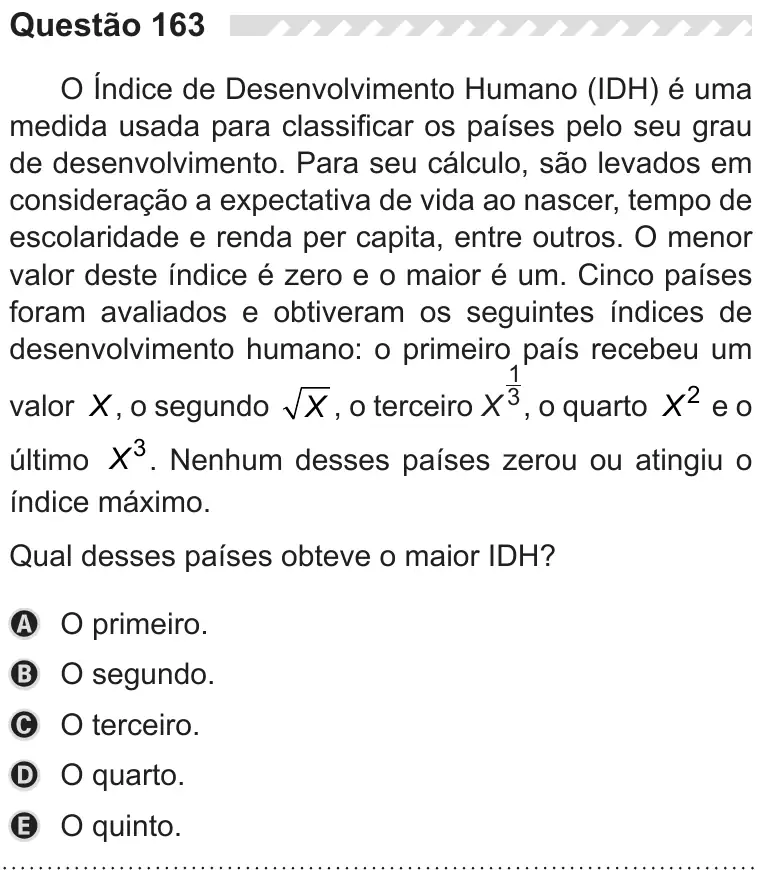 Questão 163
O Índice de Desenvolvimento Humano (IDH) é uma
medida usada para classificar os países pelo seu grau
de desenvolvimento. Para seu cálculo, são levados em
consideração a expectativa de vida ao nascer, tempo de
escolaridade e renda per capita, entre outros. O menor
valor deste índice é zero e o maior é um. Cinco países
foram avaliados e obtiveram os seguintes índices de
desenvolvimento humano: o primeiro país recebeu um
valor X, o segundo √X, o terceiro X^(1/3), o quarto X² e o
último X³. Nenhum desses países zerou ou atingiu o
índice máximo.
Qual desses países obteve o maior IDH?
A O primeiro.
B O segundo.
C O terceiro.
D O quarto.
E O quinto.